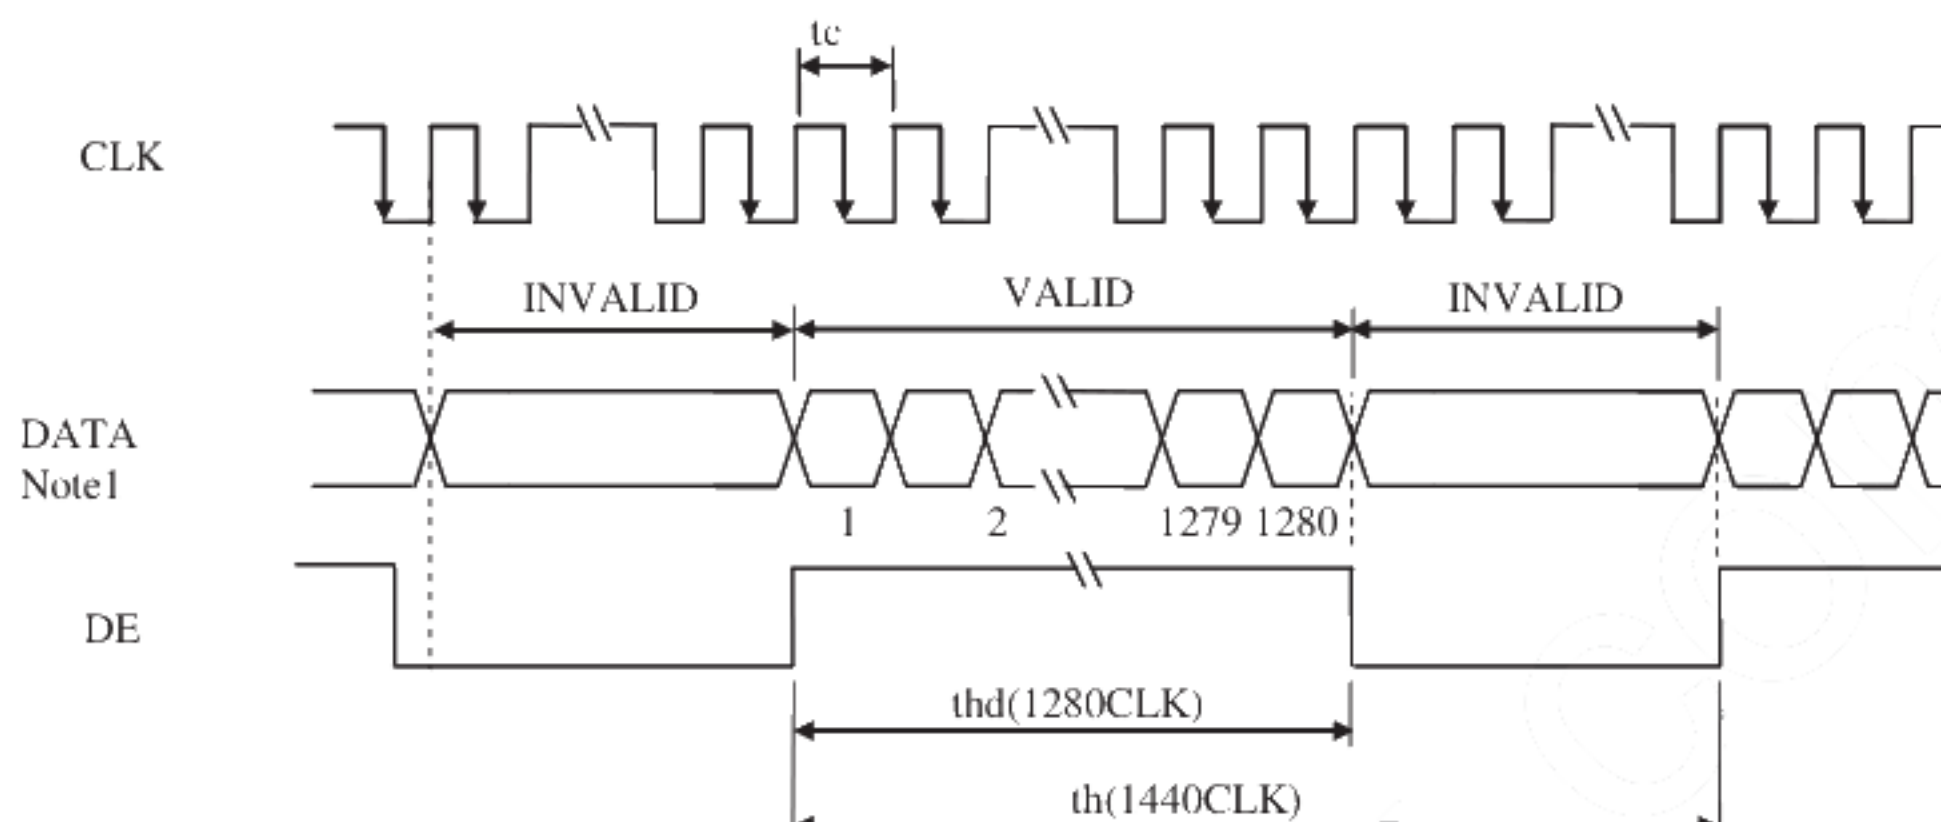 tc
CLK
INVALID VALID INVALID
DATA
Note1
1 2 1279 1280
DE
thd(1280CLK)
th(1440CLK)